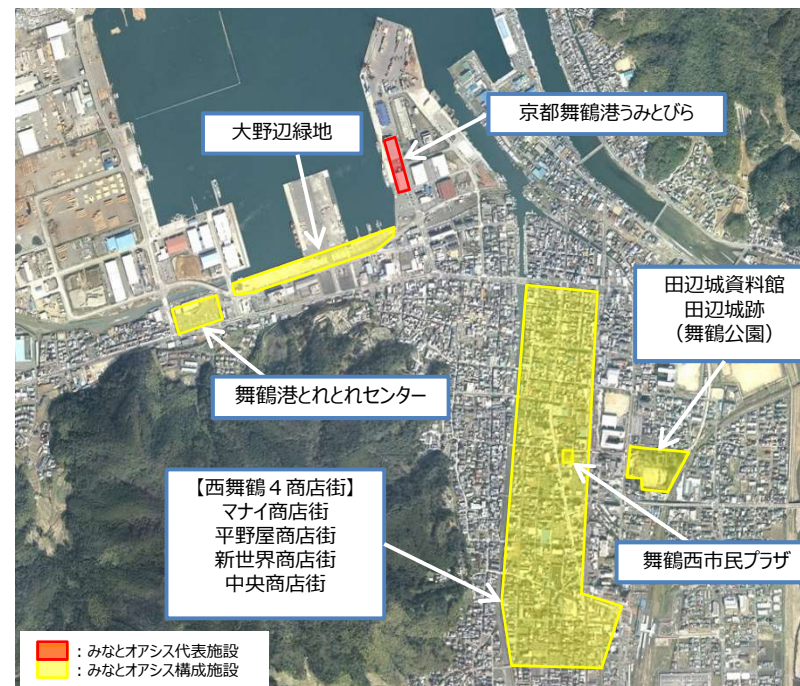 京都舞鶴港うみとびら
大野辺緑地
田辺城資料館
田辺城跡
（舞鶴公園）
舞鶴港とれとれセンター
【西舞鶴４商店街】
マナイ商店街
平野屋商店街
新世界商店街
中央商店街
舞鶴西市民プラザ
：みなとオアシス代表施設
：みなとオアシス構成施設